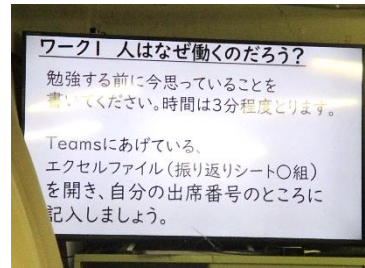 ワーク1 人はなぜ働くのだろう?
勉強する前に今思っていることを
書いてください。時間は3分程度とります。
Teamsにあげている、
エクセルファイル(振り返りシート〇組)
を開き、自分の出席番号のところに
記入しましょう。